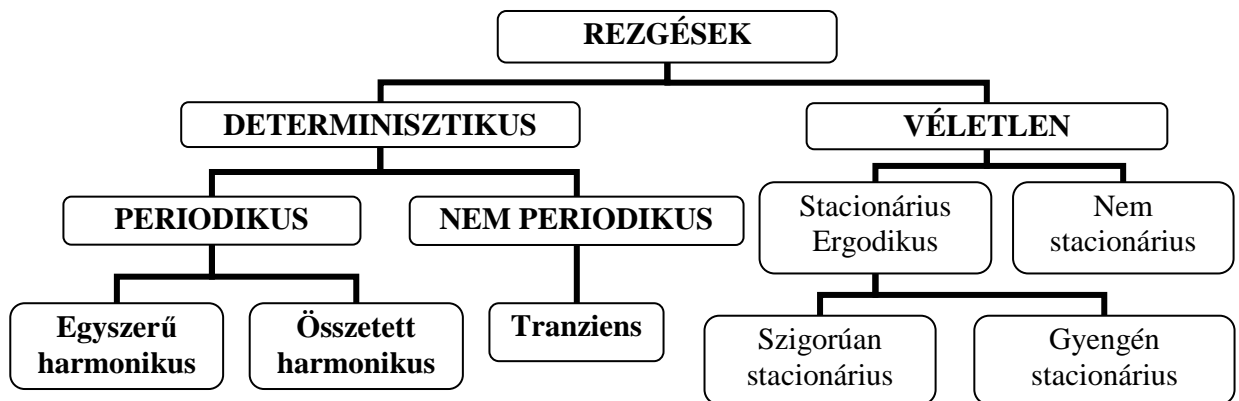 REZGÉSEK
DETERMINISZTIKUS
VÉLETLEN
PERIODIKUS
NEM PERIODIKUS
Stacionárius
Ergodikus
Nem
stacionárius
Egyszerű
harmonikus
Összetett
harmonikus
Tranziens
Szigorúan
stacionárius
Gyengén
stacionárius